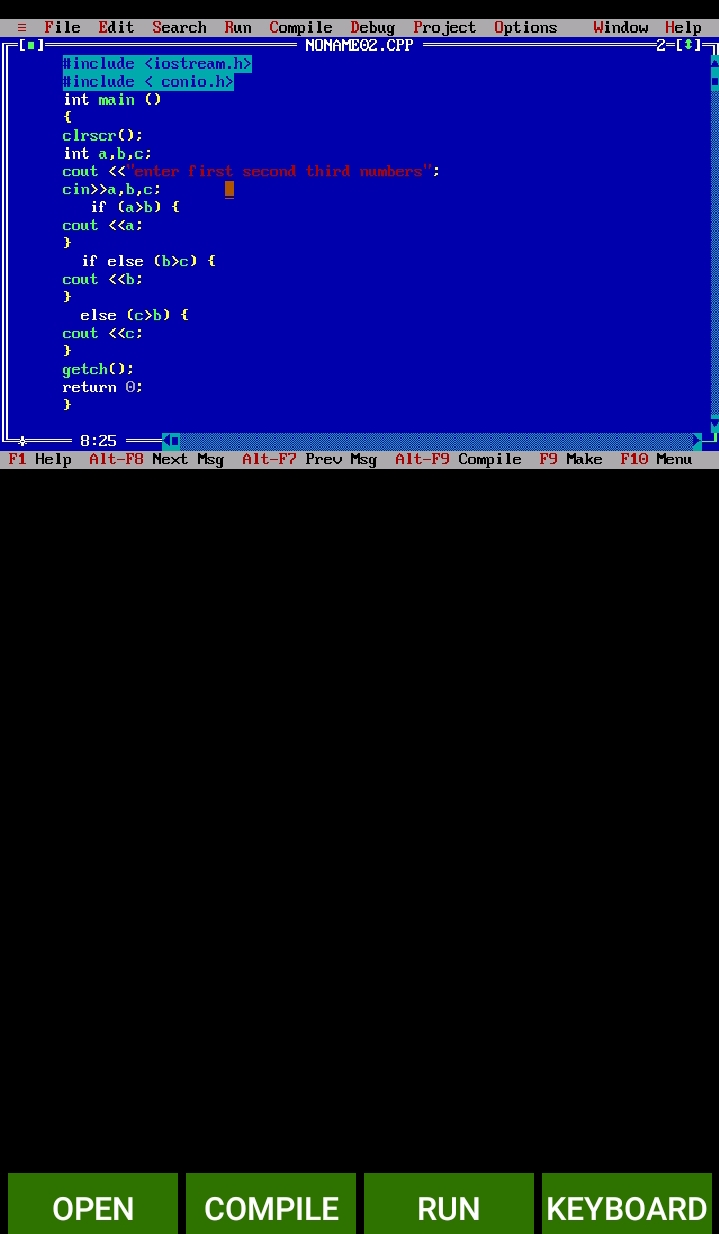 ≡ File Edit Search Run Compile Debug Project Options Window Help
[■] NONAME02.CPP 2=[↕]
#include <iostream.h>
#include < conio.h>
int main ()
{
clrscr();
int a,b,c;
cout <<"enter first second third numbers";
cin>>a,b,c;
if (a>b) {
cout <<a;
}
if else (b>c) {
cout <<b;
}
else (c>b) {
cout <<c;
}
getch();
return 0;
}
8:25
F1 Help Alt-F8 Next Msg Alt-F7 Prev Msg Alt-F9 Compile F9 Make F10 Menu
OPEN COMPILE RUN KEYBOARD